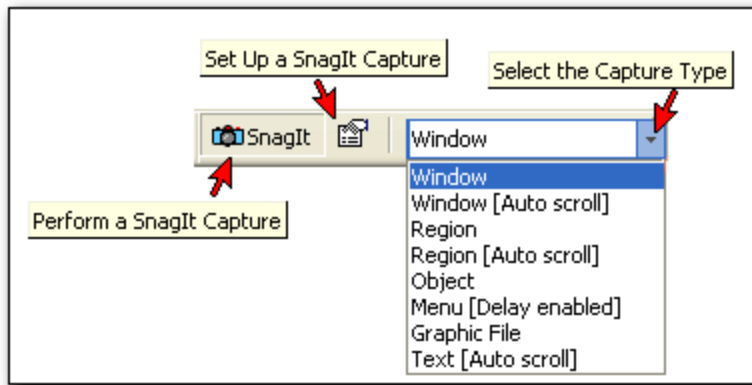 Set Up a SnagIt Capture
Select the Capture Type
SnagIt
Window
Perform a SnagIt Capture
Window
Window [Auto scroll]
Region
Region [Auto scroll]
Object
Menu [Delay enabled]
Graphic File
Text [Auto scroll]